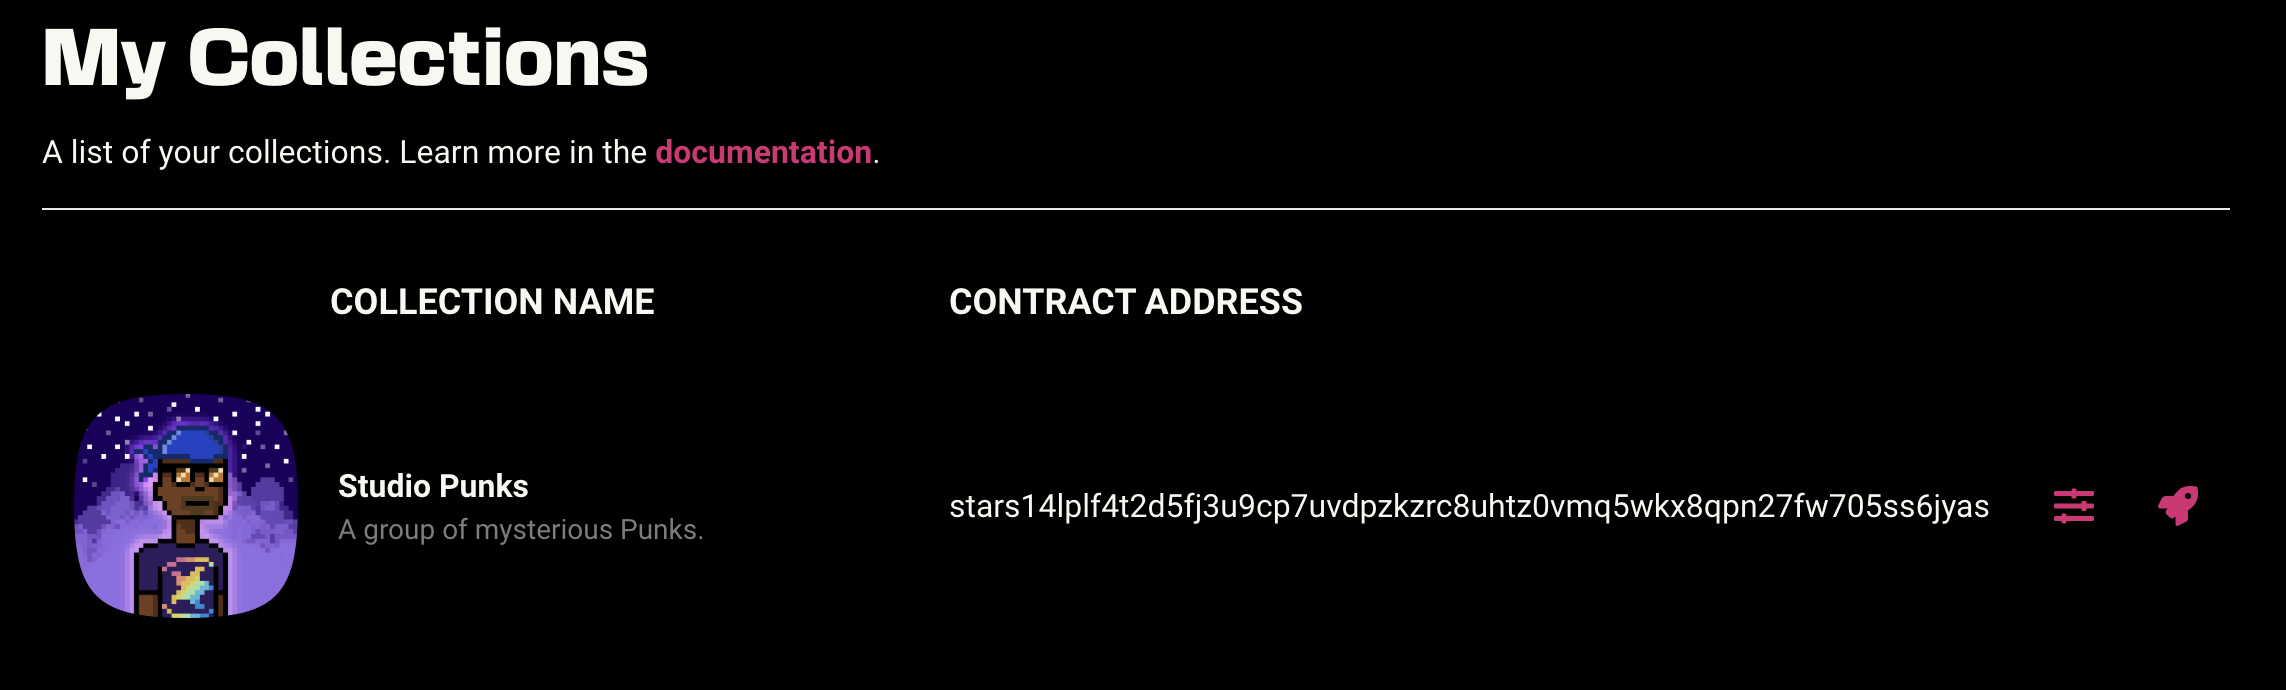 My Collections
A list of your collections. Learn more in the documentation.
COLLECTION NAME
CONTRACT ADDRESS
Studio Punks
A group of mysterious Punks.
stars14lplf4t2d5fj3u9cp7uvdpzkzrc8uhtz0vmq5wkx8qpn27fw705ss6jyas